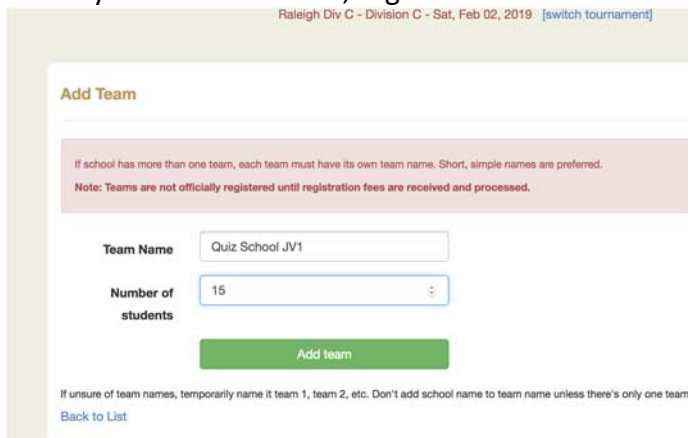 Raleigh Div C - Division C - Sat, Feb 02, 2019 [switch tournament]
Add Team
If school has more than one team, each team must have its own team name. Short, simple names are preferred.
Note: Teams are not officially registered until registration fees are received and processed.
Team Name Quiz School JV1
Number of students 15
Add team
If unsure of team names, temporarily name it team 1, team 2, etc. Don't add school name to team name unless there's only one team
Back to List